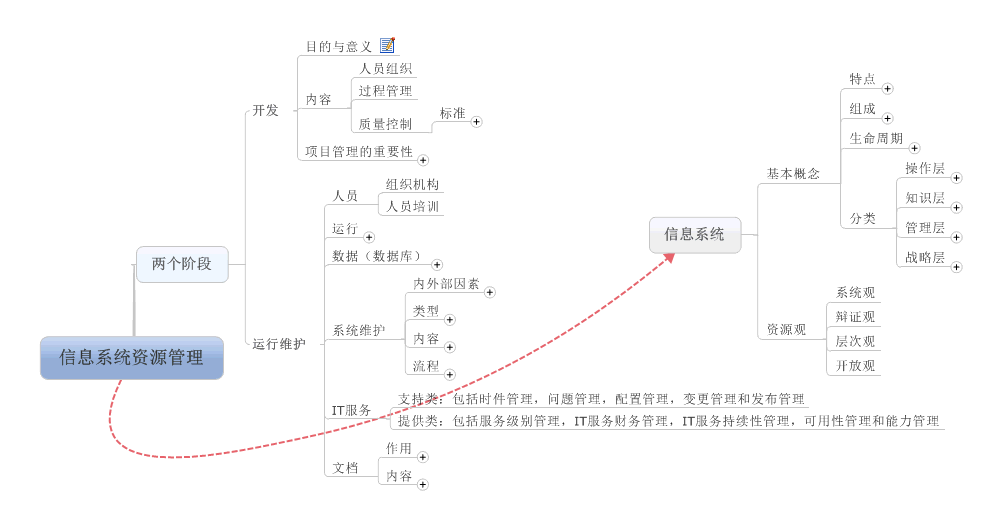 目的与意义
人员组织
过程管理
内容
质量控制
标准
开发
项目管理的重要性
组织机构
人员
人员培训
运行
数据（数据库）
两个阶段
内外部因素
类型
系统维护
内容
流程
运行维护
信息系统资源管理
IT服务
支持类：包括时件管理，问题管理，配置管理，变更管理和发布管理
提供类：包括服务级别管理，IT服务财务管理，IT服务持续性管理，可用性管理和能力管理
作用
文档
内容
特点
组成
生命周期
基本概念
操作层
知识层
分类
管理层
战略层
信息系统
系统观
辩证观
资源观
层次观
开放观